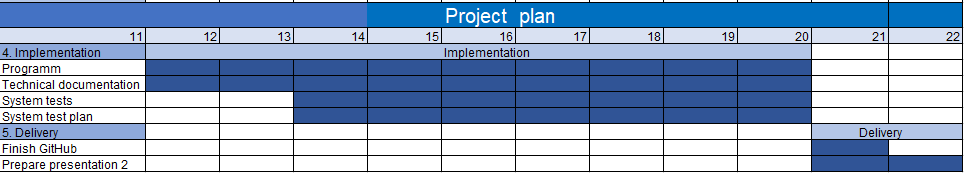 Project plan
11 12 13 14 15 16 17 18 19 20 21 22
4. Implementation Implementation
Programm
Technical documentation
System tests
System test plan
5. Delivery Delivery
Finish GitHub
Prepare presentation 2